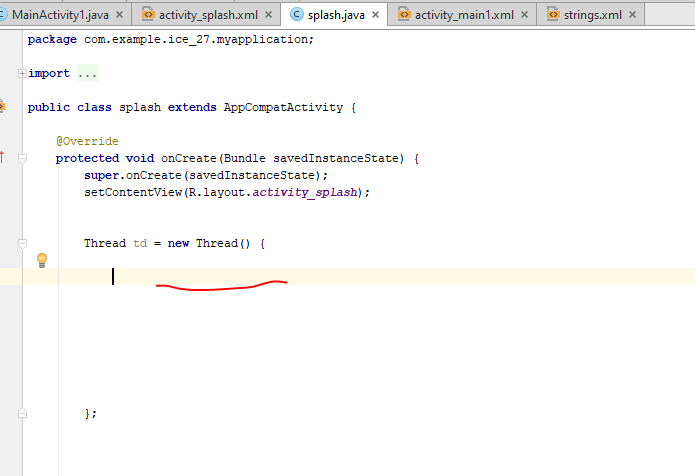 MainActivity1.java × activity_splash.xml × splash.java × activity_main1.xml × strings.xml ×
package com.example.ice_27.myapplication;
import ...
public class splash extends AppCompatActivity {
@Override
protected void onCreate(Bundle savedInstanceState) {
super.onCreate(savedInstanceState);
setContentView(R.layout.activity_splash);
Thread td = new Thread() {
};